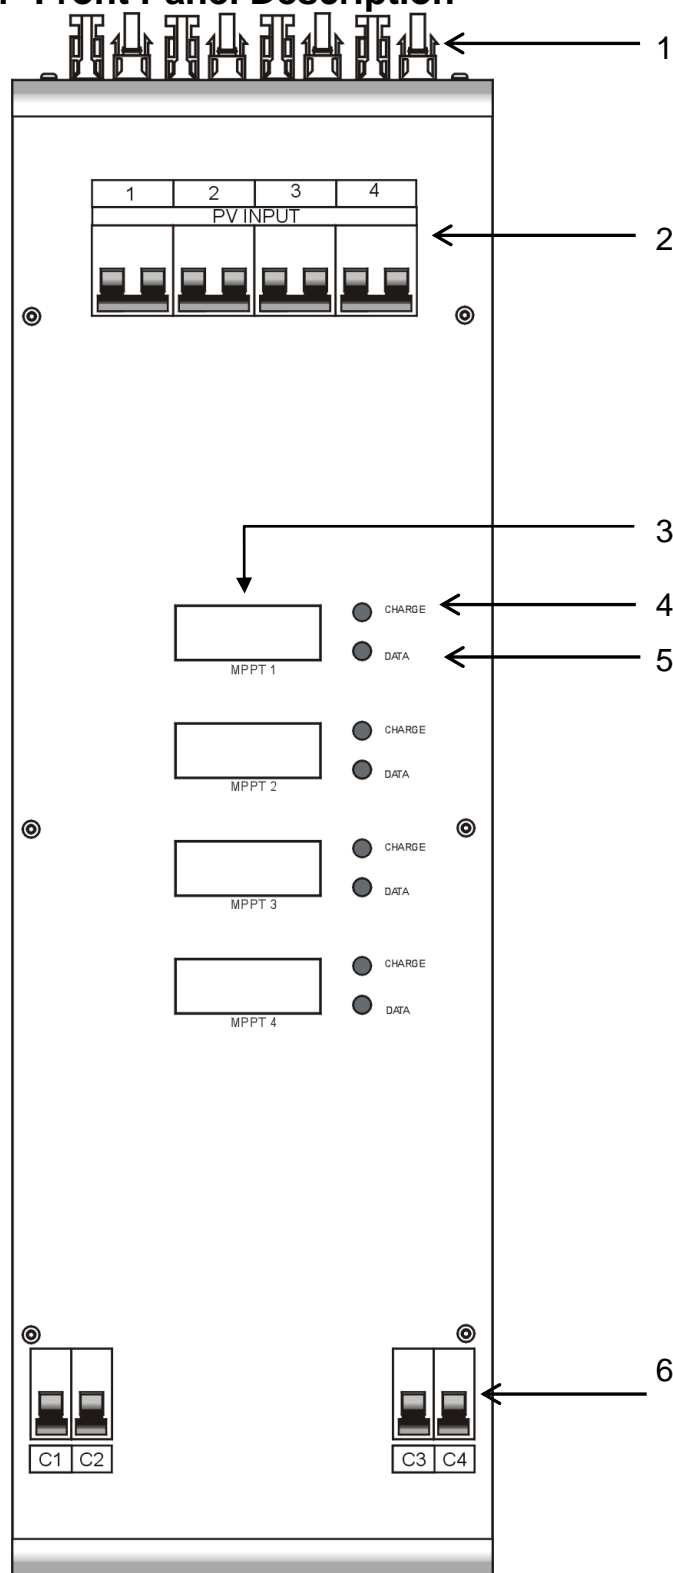 Front Panel Description
1
1 2 3 4
PV INPUT
2
3
CHARGE
4
DATA
5
MPPT 1
CHARGE
DATA
MPPT 2
CHARGE
DATA
MPPT 3
CHARGE
DATA
MPPT 4
6
C1 C2
C3 C4